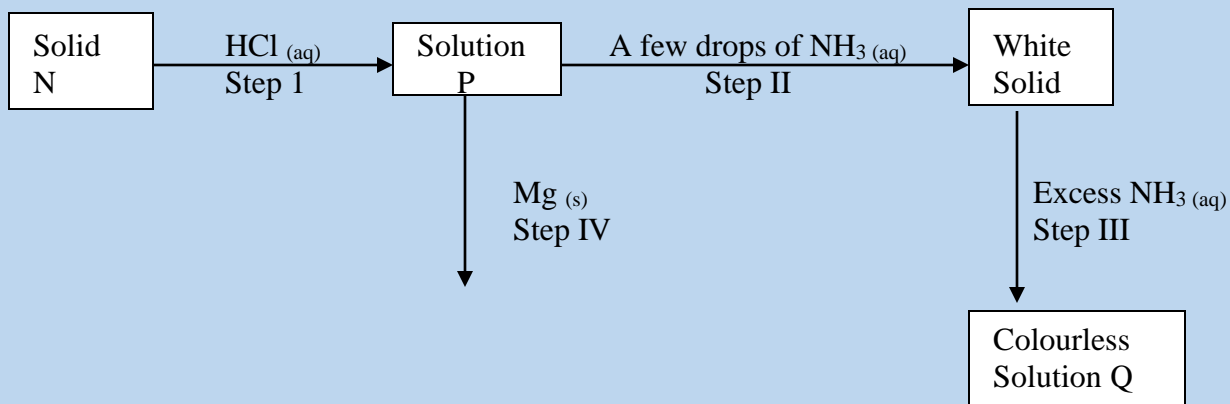 Solid
N
HCl (aq)
Step 1
Solution
P
A few drops of NH₃ (aq)
Step II
White
Solid
Mg (s)
Step IV
Excess NH₃ (aq)
Step III
Colourless
Solution Q